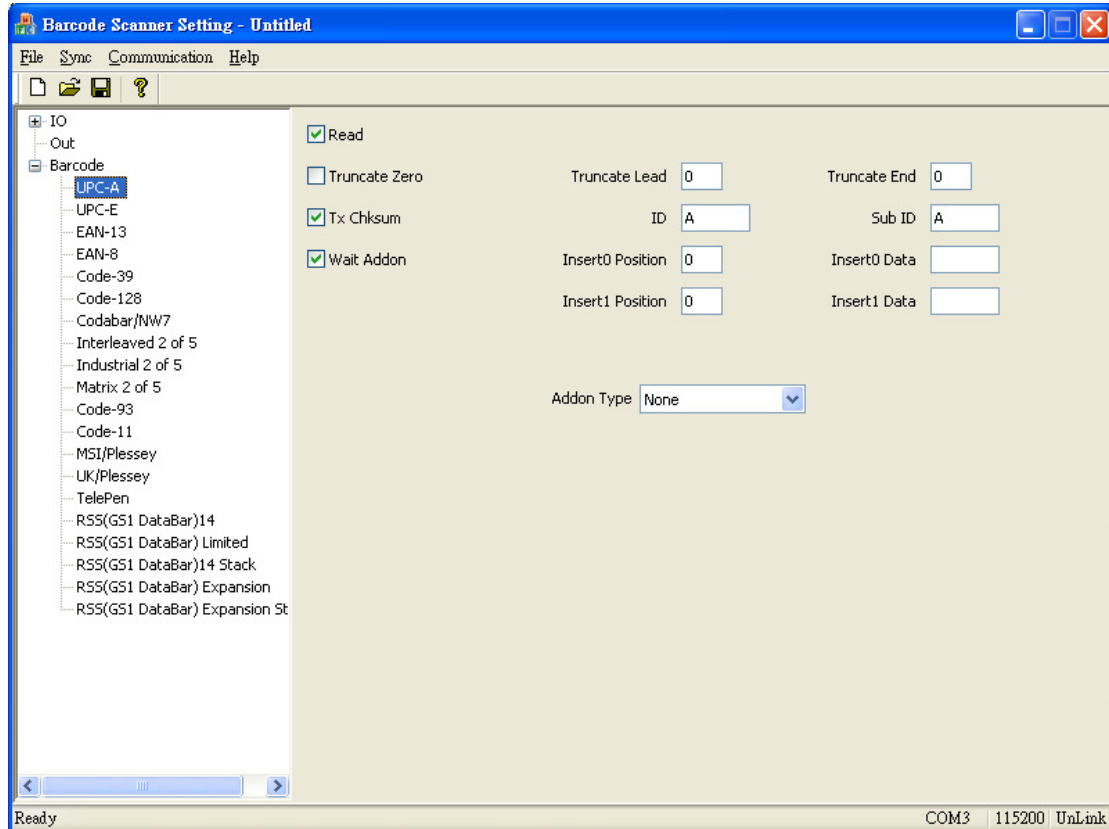 Barcode Scanner Setting - Untitled
File Sync Communication Help
IO
Out
Barcode
UPC-A
UPC-E
EAN-13
EAN-8
Code-39
Code-128
Codabar/NW7
Interleaved 2 of 5
Industrial 2 of 5
Matrix 2 of 5
Code-93
Code-11
MSI/Plessey
UK/Plessey
TelePen
RSS(GS1 DataBar)14
RSS(GS1 DataBar) Limited
RSS(GS1 DataBar)14 Stack
RSS(GS1 DataBar) Expansion
RSS(GS1 DataBar) Expansion St
Read
Truncate Zero Truncate Lead 0 Truncate End 0
Tx Chksum ID A Sub ID A
Wait Addon Insert0 Position 0 Insert0 Data
Insert1 Position 0 Insert1 Data
Addon Type None
Ready COM3 115200 UnLink